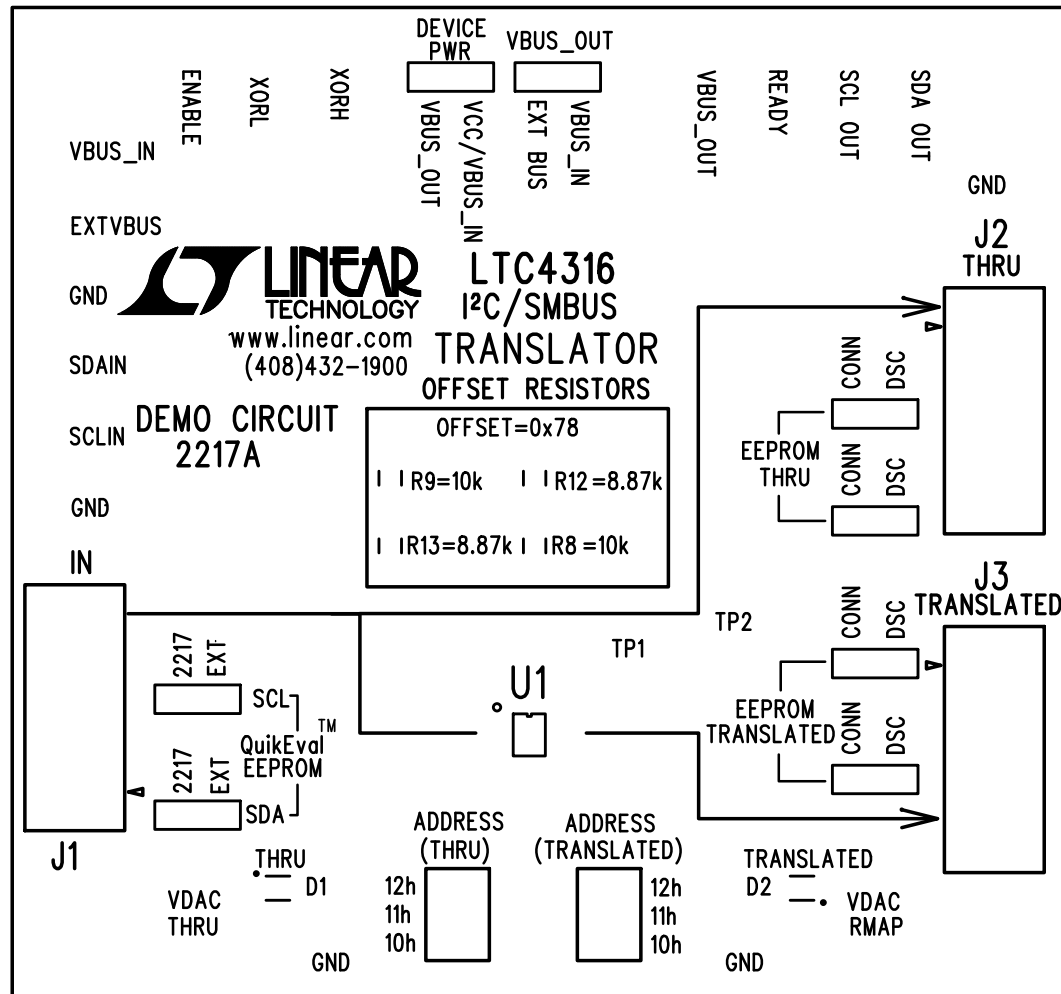 DEVICE
PWR
VBUS_OUT
ENABLE
XORL
XORH
VBUS_OUT
VCC/VBUS_IN
EXT BUS
VBUS_IN
VBUS_OUT
READY
SCL OUT
SDA OUT
VBUS_IN
GND
EXTVBUS
GND
SDAIN
SCLIN
GND
LINEAR
TECHNOLOGY
www.linear.com
(408)432-1900
LTC4316
I²C/SMBUS
TRANSLATOR
DEMO CIRCUIT
2217A
OFFSET RESISTORS
OFFSET=0x78
R9=10k
R12=8.87k
R13=8.87k
R8=10k
J2
THRU
CONN
DSC
EEPROM
THRU
CONN
DSC
IN
J1
2217
EXT
SCL
QuikEval™
EEPROM
2217
EXT
SDA
TP1
TP2
U1
J3
TRANSLATED
CONN
DSC
EEPROM
TRANSLATED
CONN
DSC
THRU
D1
VDAC
THRU
ADDRESS
(THRU)
12h
11h
10h
ADDRESS
(TRANSLATED)
12h
11h
10h
TRANSLATED
D2
VDAC
RMAP
GND
GND